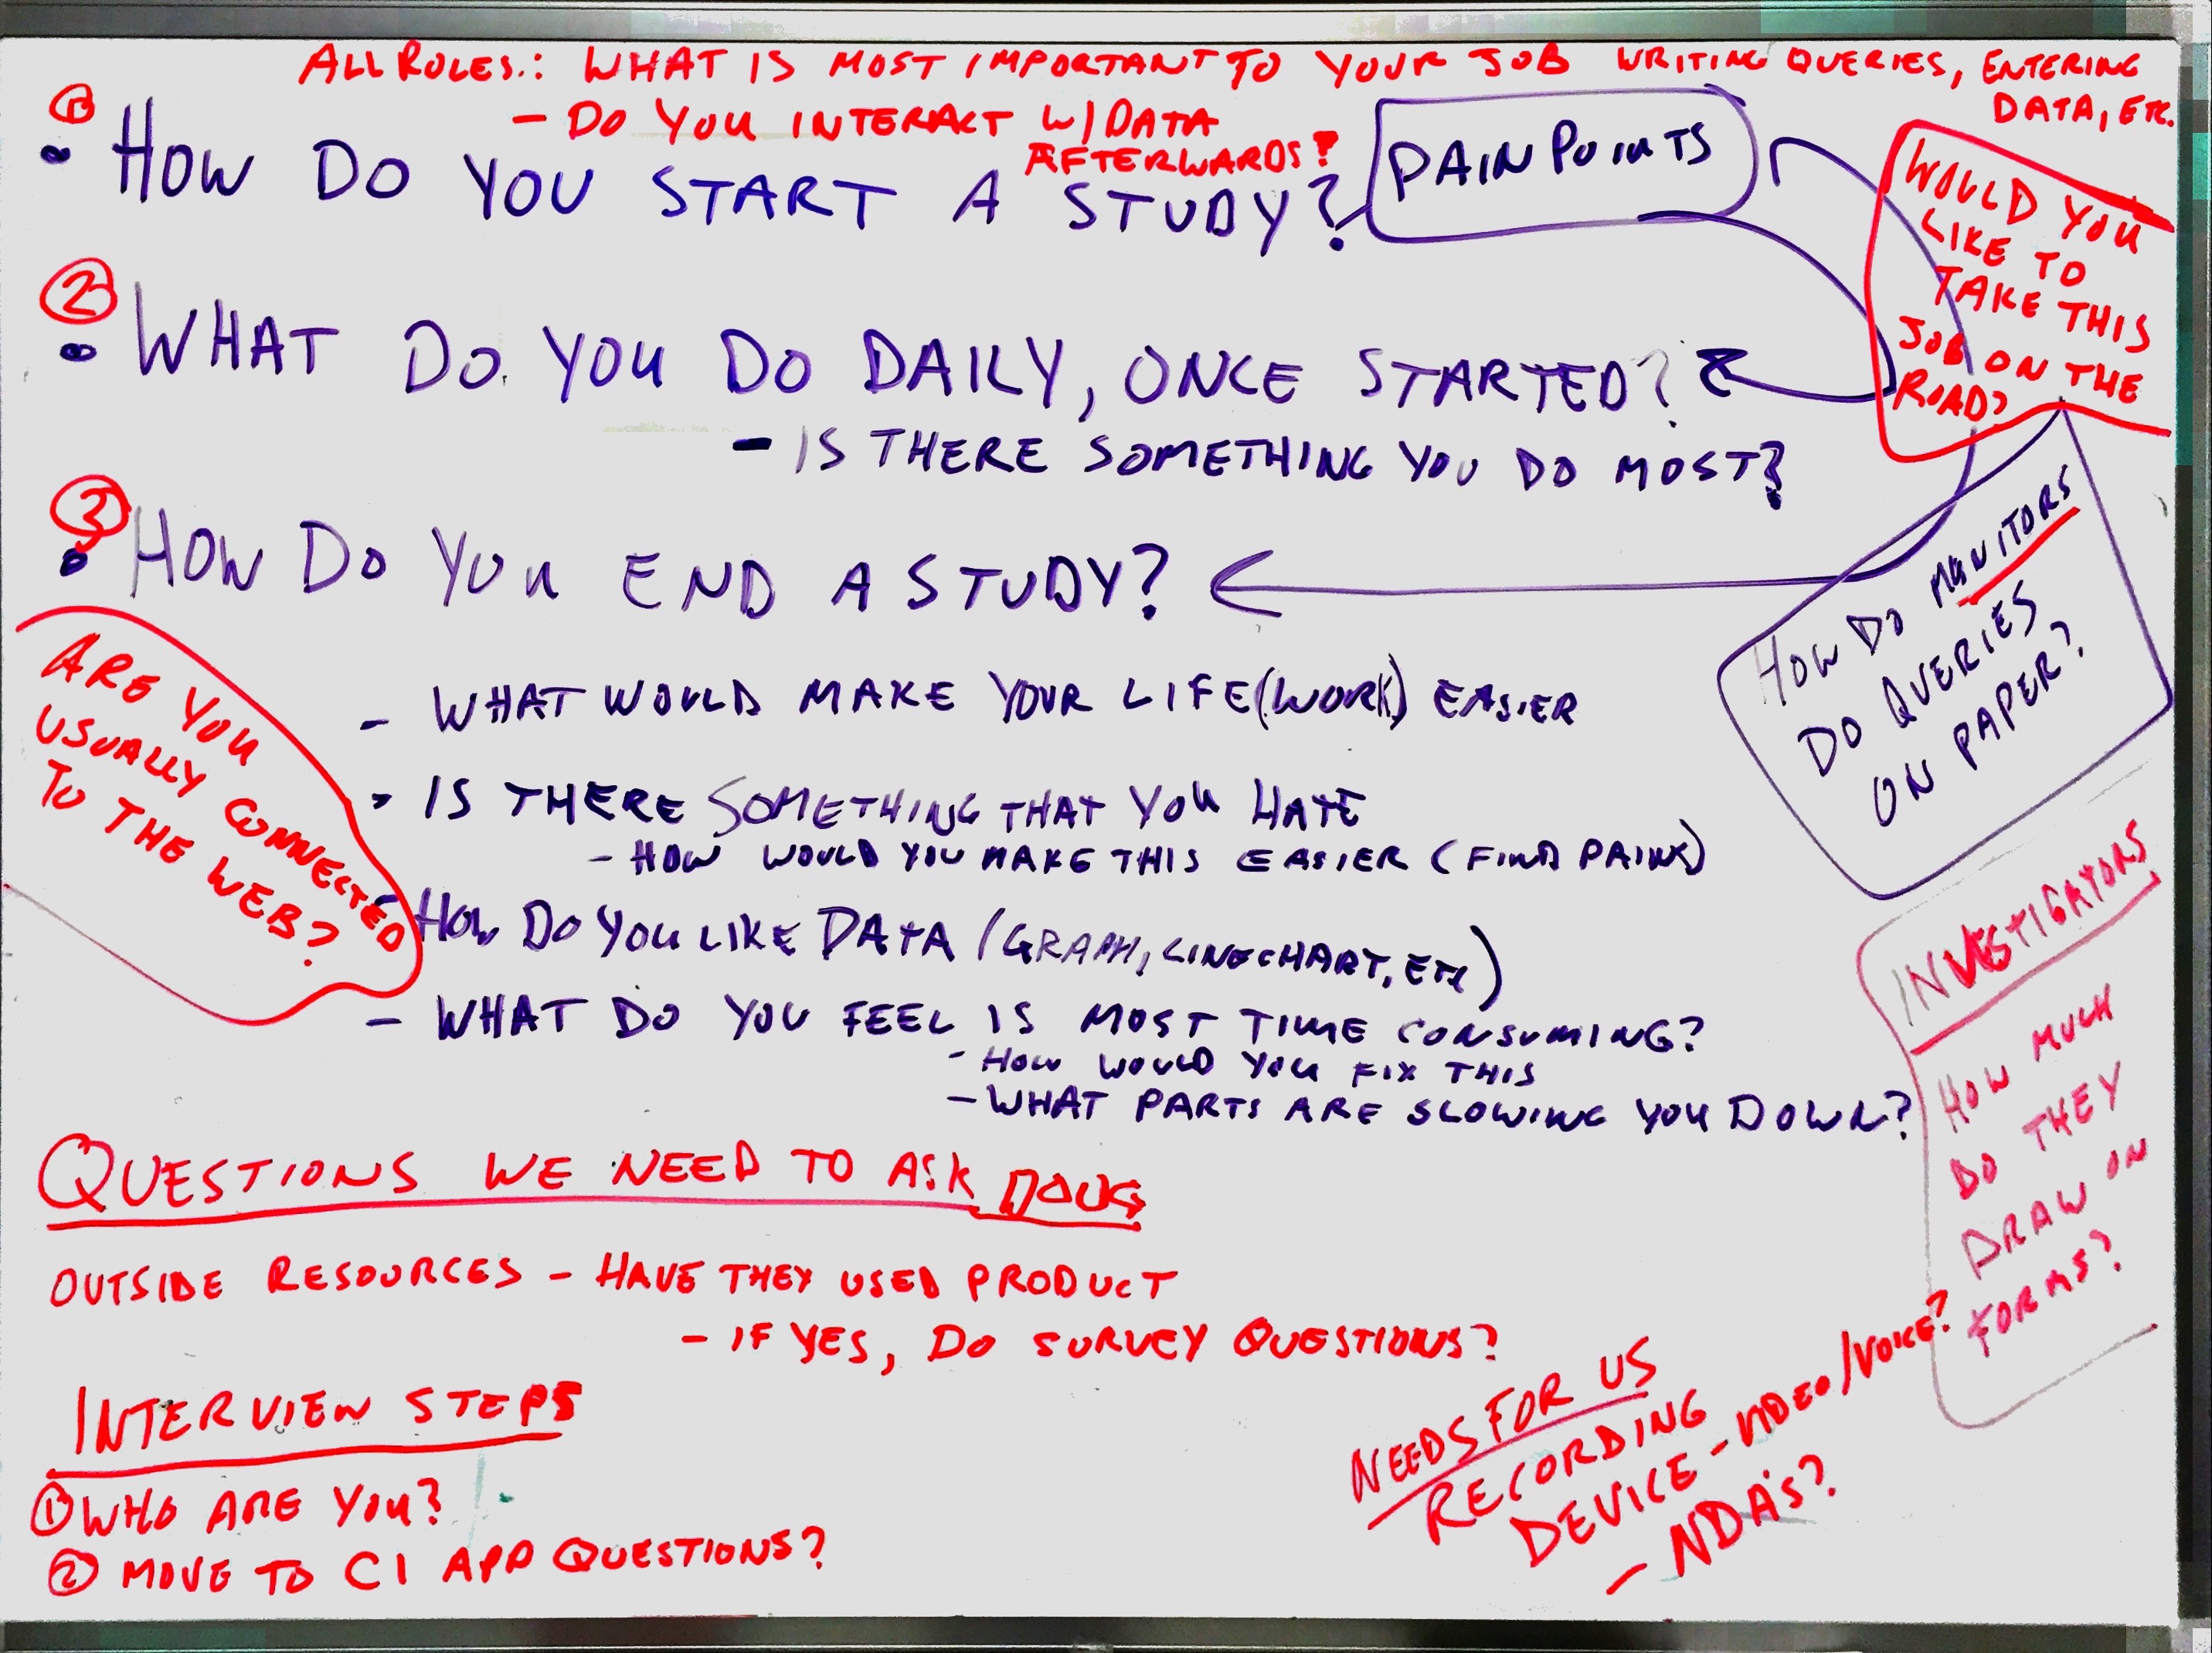 ALL ROLES.: WHAT IS MOST IMPORTANT TO YOUR JOB WRITING QUERIES, ENTERING
DATA, ETC.
- DO YOU INTERACT W/DATA
AFTERWARDS?
①
• HOW DO YOU START A STUDY?
PAIN POINTS
WOULD YOU
LIKE TO
TAKE THIS
JOB ON THE
ROAD?
②
• WHAT DO YOU DO DAILY, ONCE STARTED?
- IS THERE SOMETHING YOU DO MOST?
③
• HOW DO YOU END A STUDY?
HOW DO MONITORS
DO QUERIES
ON PAPER?
ARE YOU
USUALLY CONNECTED
TO THE WEB?
- WHAT WOULD MAKE YOUR LIFE (WORK) EASIER
- IS THERE SOMETHING THAT YOU HATE
- HOW WOULD YOU MAKE THIS EASIER (FIND PAINS)
- HOW DO YOU LIKE DATA (GRAPH, LINECHART, ETC)
- WHAT DO YOU FEEL IS MOST TIME CONSUMING?
- HOW WOULD YOU FIX THIS
- WHAT PARTS ARE SLOWING YOU DOWN?
INVESTIGATORS
HOW MUCH
DO THEY
DRAW ON
FORMS?
QUESTIONS WE NEED TO ASK DOUG
OUTSIDE RESOURCES - HAVE THEY USED PRODUCT
- IF YES, DO SURVEY QUESTIONS?
INTERVIEW STEPS
① WHO ARE YOU?
② MOVE TO CI APP QUESTIONS?
NEEDS FOR US
RECORDING
DEVICE - VIDEO/VOICE?
- NDA'S?